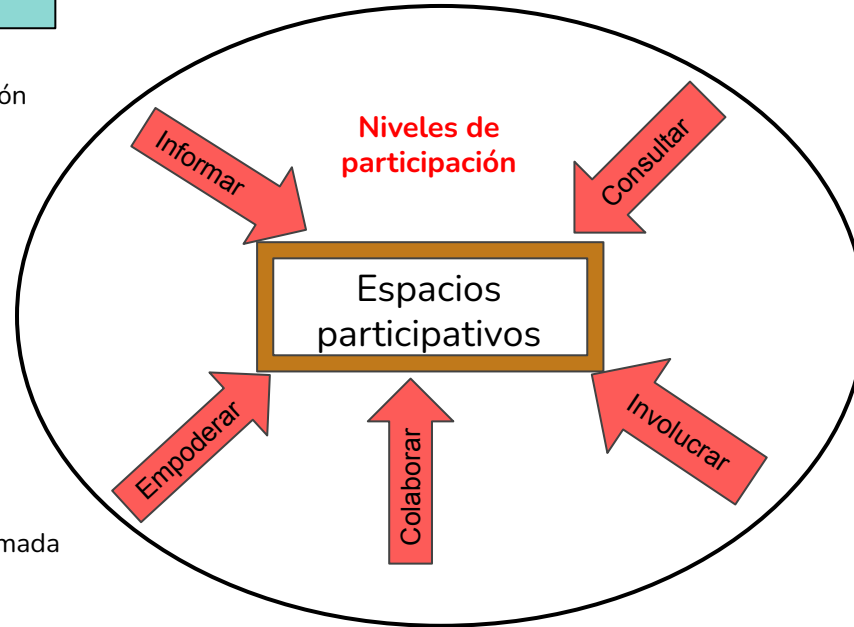 ón
Niveles de
participación
Informar
Consultar
Espacios
participativos
Empoderar
Colaborar
Involucrar
mada